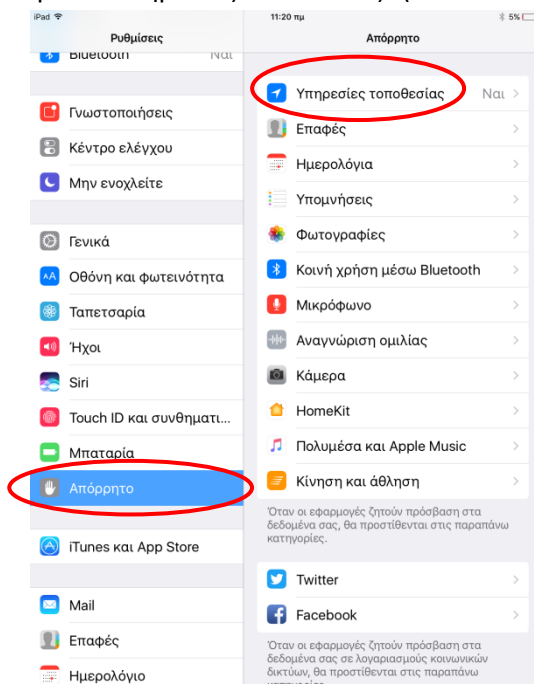 iPad
11:20 πμ
5%
Ρυθμίσεις
Bluetooth
Ναι
Γνωστοποιήσεις
Κέντρο ελέγχου
Μην ενοχλείτε
Γενικά
AA Οθόνη και φωτεινότητα
Ταπετσαρία
Ήχοι
Siri
Touch ID και συνθηματι...
Μπαταρία
Απόρρητο
iTunes και App Store
Mail
Επαφές
Ημερολόγιο
Απόρρητο
Υπηρεσίες τοποθεσίας Ναι
Επαφές
Ημερολόγια
Υπομνήσεις
Φωτογραφίες
Κοινή χρήση μέσω Bluetooth
Μικρόφωνο
Αναγνώριση ομιλίας
Κάμερα
HomeKit
Πολυμέσα και Apple Music
Κίνηση και άθληση
Όταν οι εφαρμογές ζητούν πρόσβαση στα
δεδομένα σας, θα προστίθενται στις παραπάνω
κατηγορίες.
Twitter
Facebook
Όταν οι εφαρμογές ζητούν πρόσβαση στα
δεδομένα σας σε λογαριασμούς κοινωνικών
δικτύων, θα προστίθενται στις παραπάνω